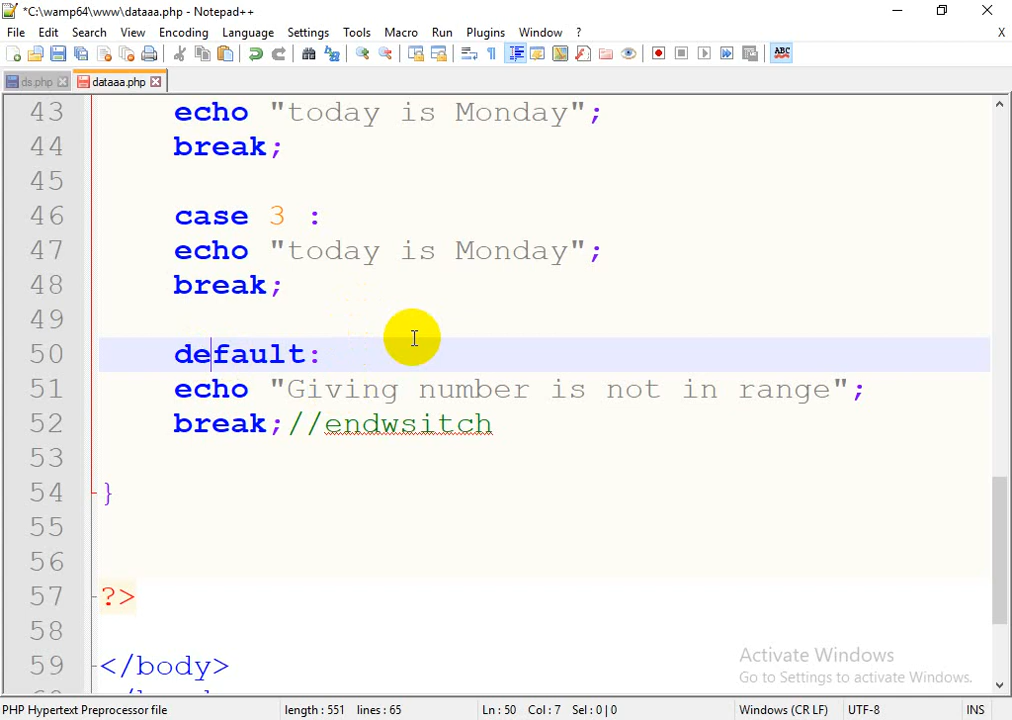 *C:\wamp64\www\dataaa.php - Notepad++
File Edit Search View Encoding Language Settings Tools Macro Run Plugins Window ? X
ds.php dataaa.php
43 echo "today is Monday";
44 break;
45
46 case 3 :
47 echo "today is Monday";
48 break;
49
50 default:
51 echo "Giving number is not in range";
52 break;//endwsitch
53
54 }
55
56
57 ?>
58
59 </body>
Activate Windows
Go to Settings to activate Windows.
PHP Hypertext Preprocessor file length : 551 lines : 65 Ln : 50 Col : 7 Sel : 0 | 0 Windows (CR LF) UTF-8 INS